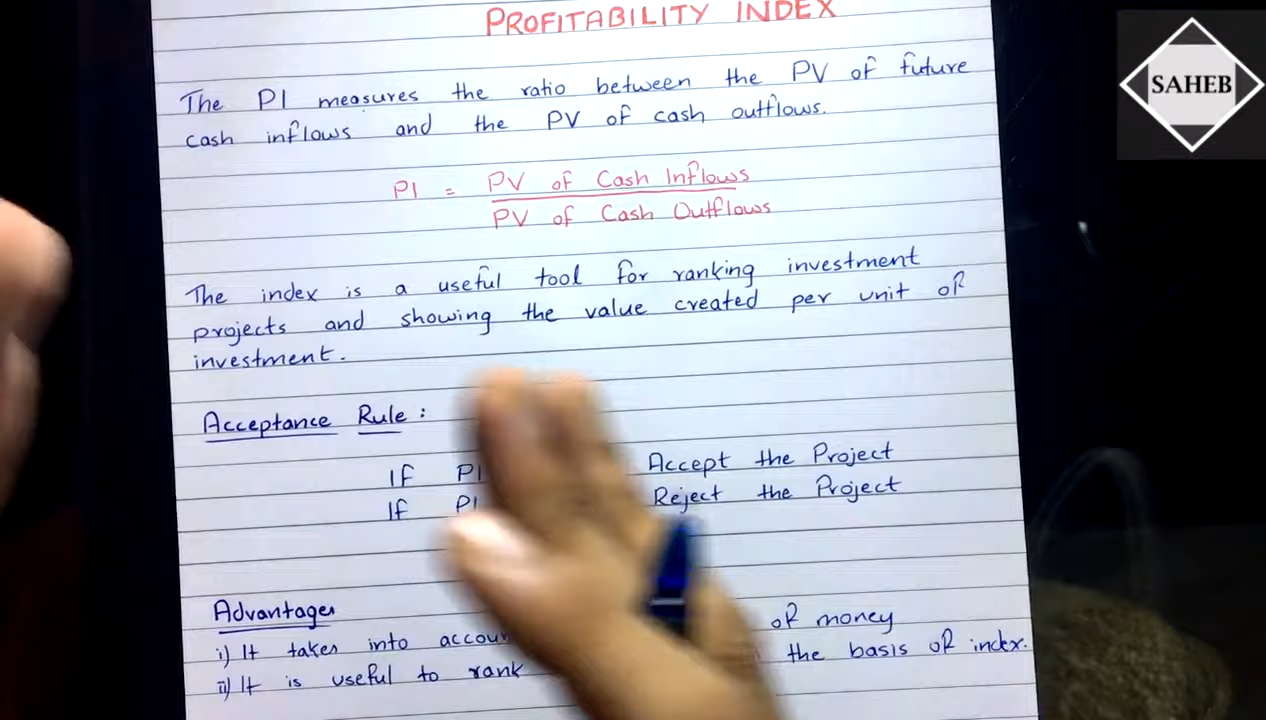 PROFITABILITY INDEX
SAHEB
The PI measures the ratio between the PV of future
cash inflows and the PV of cash outflows.
PI = PV of Cash Inflows
PV of Cash Outflows
The index is a useful tool for ranking investment
projects and showing the value created per unit of
investment.
Acceptance Rule:
If PI Accept the Project
If PI Reject the Project
Advantages
i) It takes into of money
ii) It is useful to rank the basis of index.